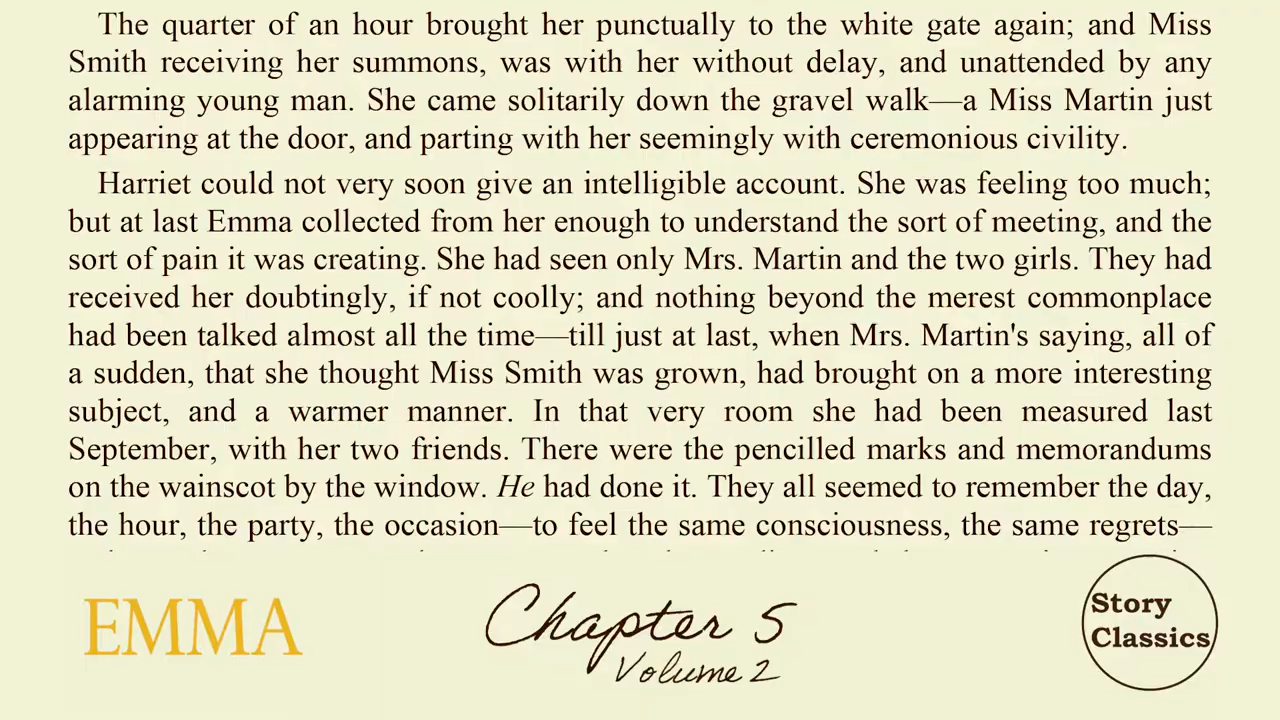 The quarter of an hour brought her punctually to the white gate again; and Miss
Smith receiving her summons, was with her without delay, and unattended by any
alarming young man. She came solitarily down the gravel walk—a Miss Martin just
appearing at the door, and parting with her seemingly with ceremonious civility.
Harriet could not very soon give an intelligible account. She was feeling too much;
but at last Emma collected from her enough to understand the sort of meeting, and the
sort of pain it was creating. She had seen only Mrs. Martin and the two girls. They had
received her doubtingly, if not coolly; and nothing beyond the merest commonplace
had been talked almost all the time—till just at last, when Mrs. Martin's saying, all of
a sudden, that she thought Miss Smith was grown, had brought on a more interesting
subject, and a warmer manner. In that very room she had been measured last
September, with her two friends. There were the pencilled marks and memorandums
on the wainscot by the window. He had done it. They all seemed to remember the day,
the hour, the party, the occasion—to feel the same consciousness, the same regrets—
EMMA
Chapter 5
Volume 2
Story
Classics